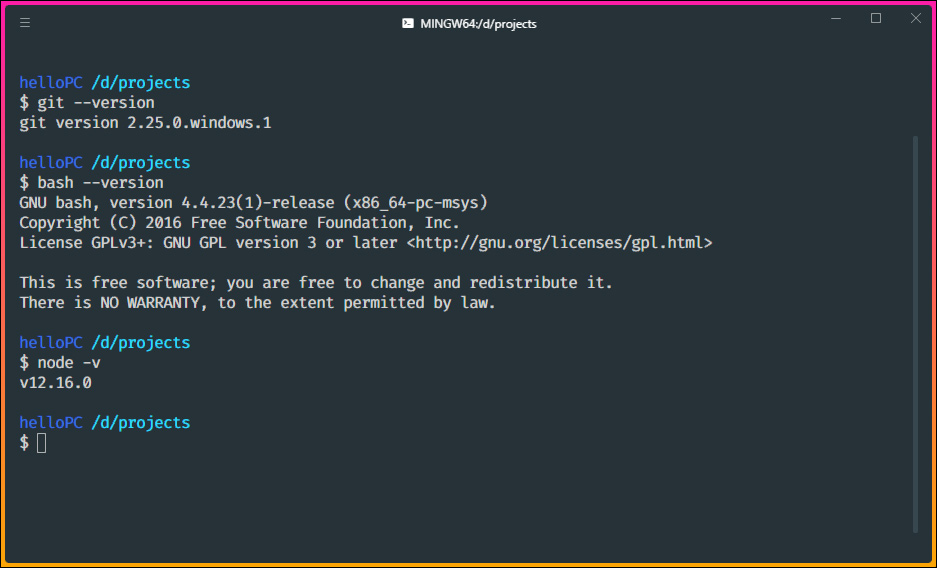 MINGW64:/d/projects
helloPC /d/projects
$ git --version
git version 2.25.0.windows.1
helloPC /d/projects
$ bash --version
GNU bash, version 4.4.23(1)-release (x86_64-pc-msys)
Copyright (C) 2016 Free Software Foundation, Inc.
License GPLv3+: GNU GPL version 3 or later <http://gnu.org/licenses/gpl.html>
This is free software; you are free to change and redistribute it.
There is NO WARRANTY, to the extent permitted by law.
helloPC /d/projects
$ node -v
v12.16.0
helloPC /d/projects
$